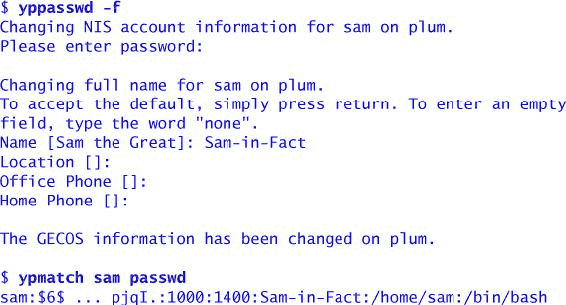 $ yppasswd -f
Changing NIS account information for sam on plum.
Please enter password:
Changing full name for sam on plum.
To accept the default, simply press return. To enter an empty
field, type the word "none".
Name [Sam the Great]: Sam-in-Fact
Location []:
Office Phone []:
Home Phone []:
The GECOS information has been changed on plum.
$ ypmatch sam passwd
sam:$6$ ... pjqI.:1000:1400:Sam-in-Fact:/home/sam:/bin/bash